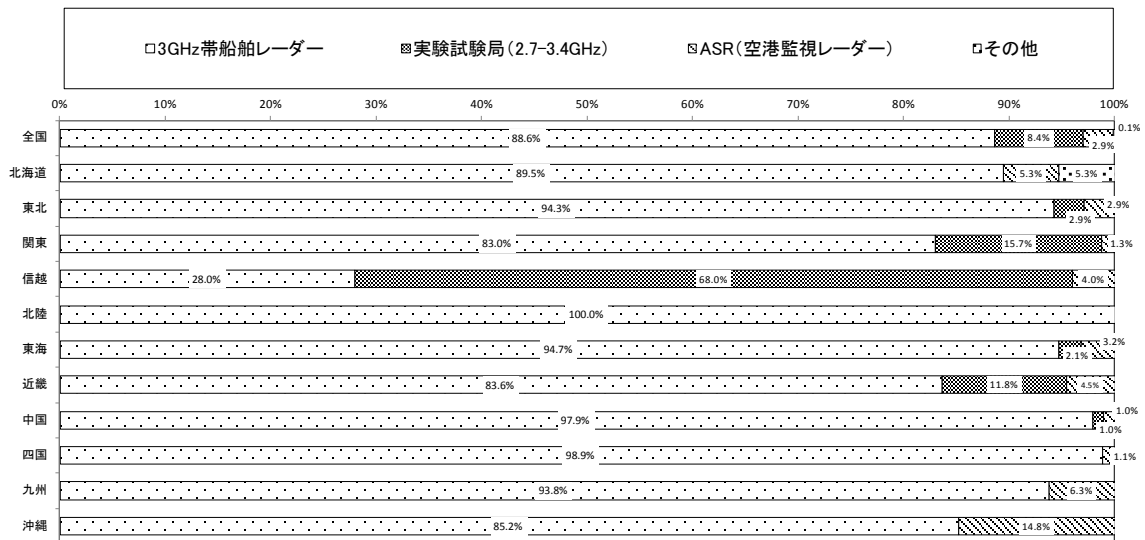 3GHz帯船舶レーダー 実験試験局(2.7-3.4GHz) ASR(空港監視レーダー) その他
0% 10% 20% 30% 40% 50% 60% 70% 80% 90% 100%
全国 88.6% 8.4% 2.9% 0.1%
北海道 89.5% 5.3% 5.3%
東北 94.3% 2.9% 2.9%
関東 83.0% 15.7% 1.3%
信越 28.0% 68.0% 4.0%
北陸 100.0%
東海 94.7% 2.1% 3.2%
近畿 83.6% 11.8% 4.5%
中国 97.9% 1.0% 1.0%
四国 98.9% 1.1%
九州 93.8% 6.3%
沖縄 85.2% 14.8%